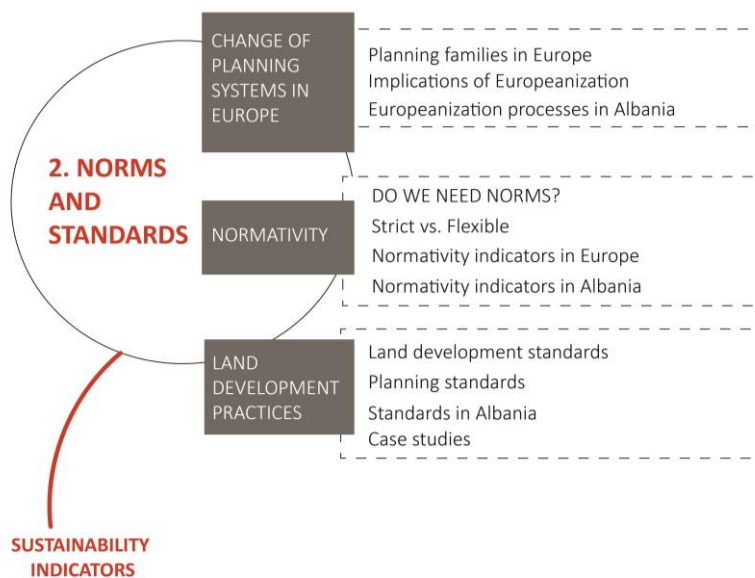 CHANGE OF
PLANNING
SYSTEMS IN
EUROPE
Planning families in Europe
Implications of Europeanization
Europeanization processes in Albania
2. NORMS
AND
STANDARDS
NORMATIVITY
DO WE NEED NORMS?
Strict vs. Flexible
Normativity indicators in Europe
Normativity indicators in Albania
LAND
DEVELOPMENT
PRACTICES
Land development standards
Planning standards
Standards in Albania
Case studies
SUSTAINABILITY
INDICATORS